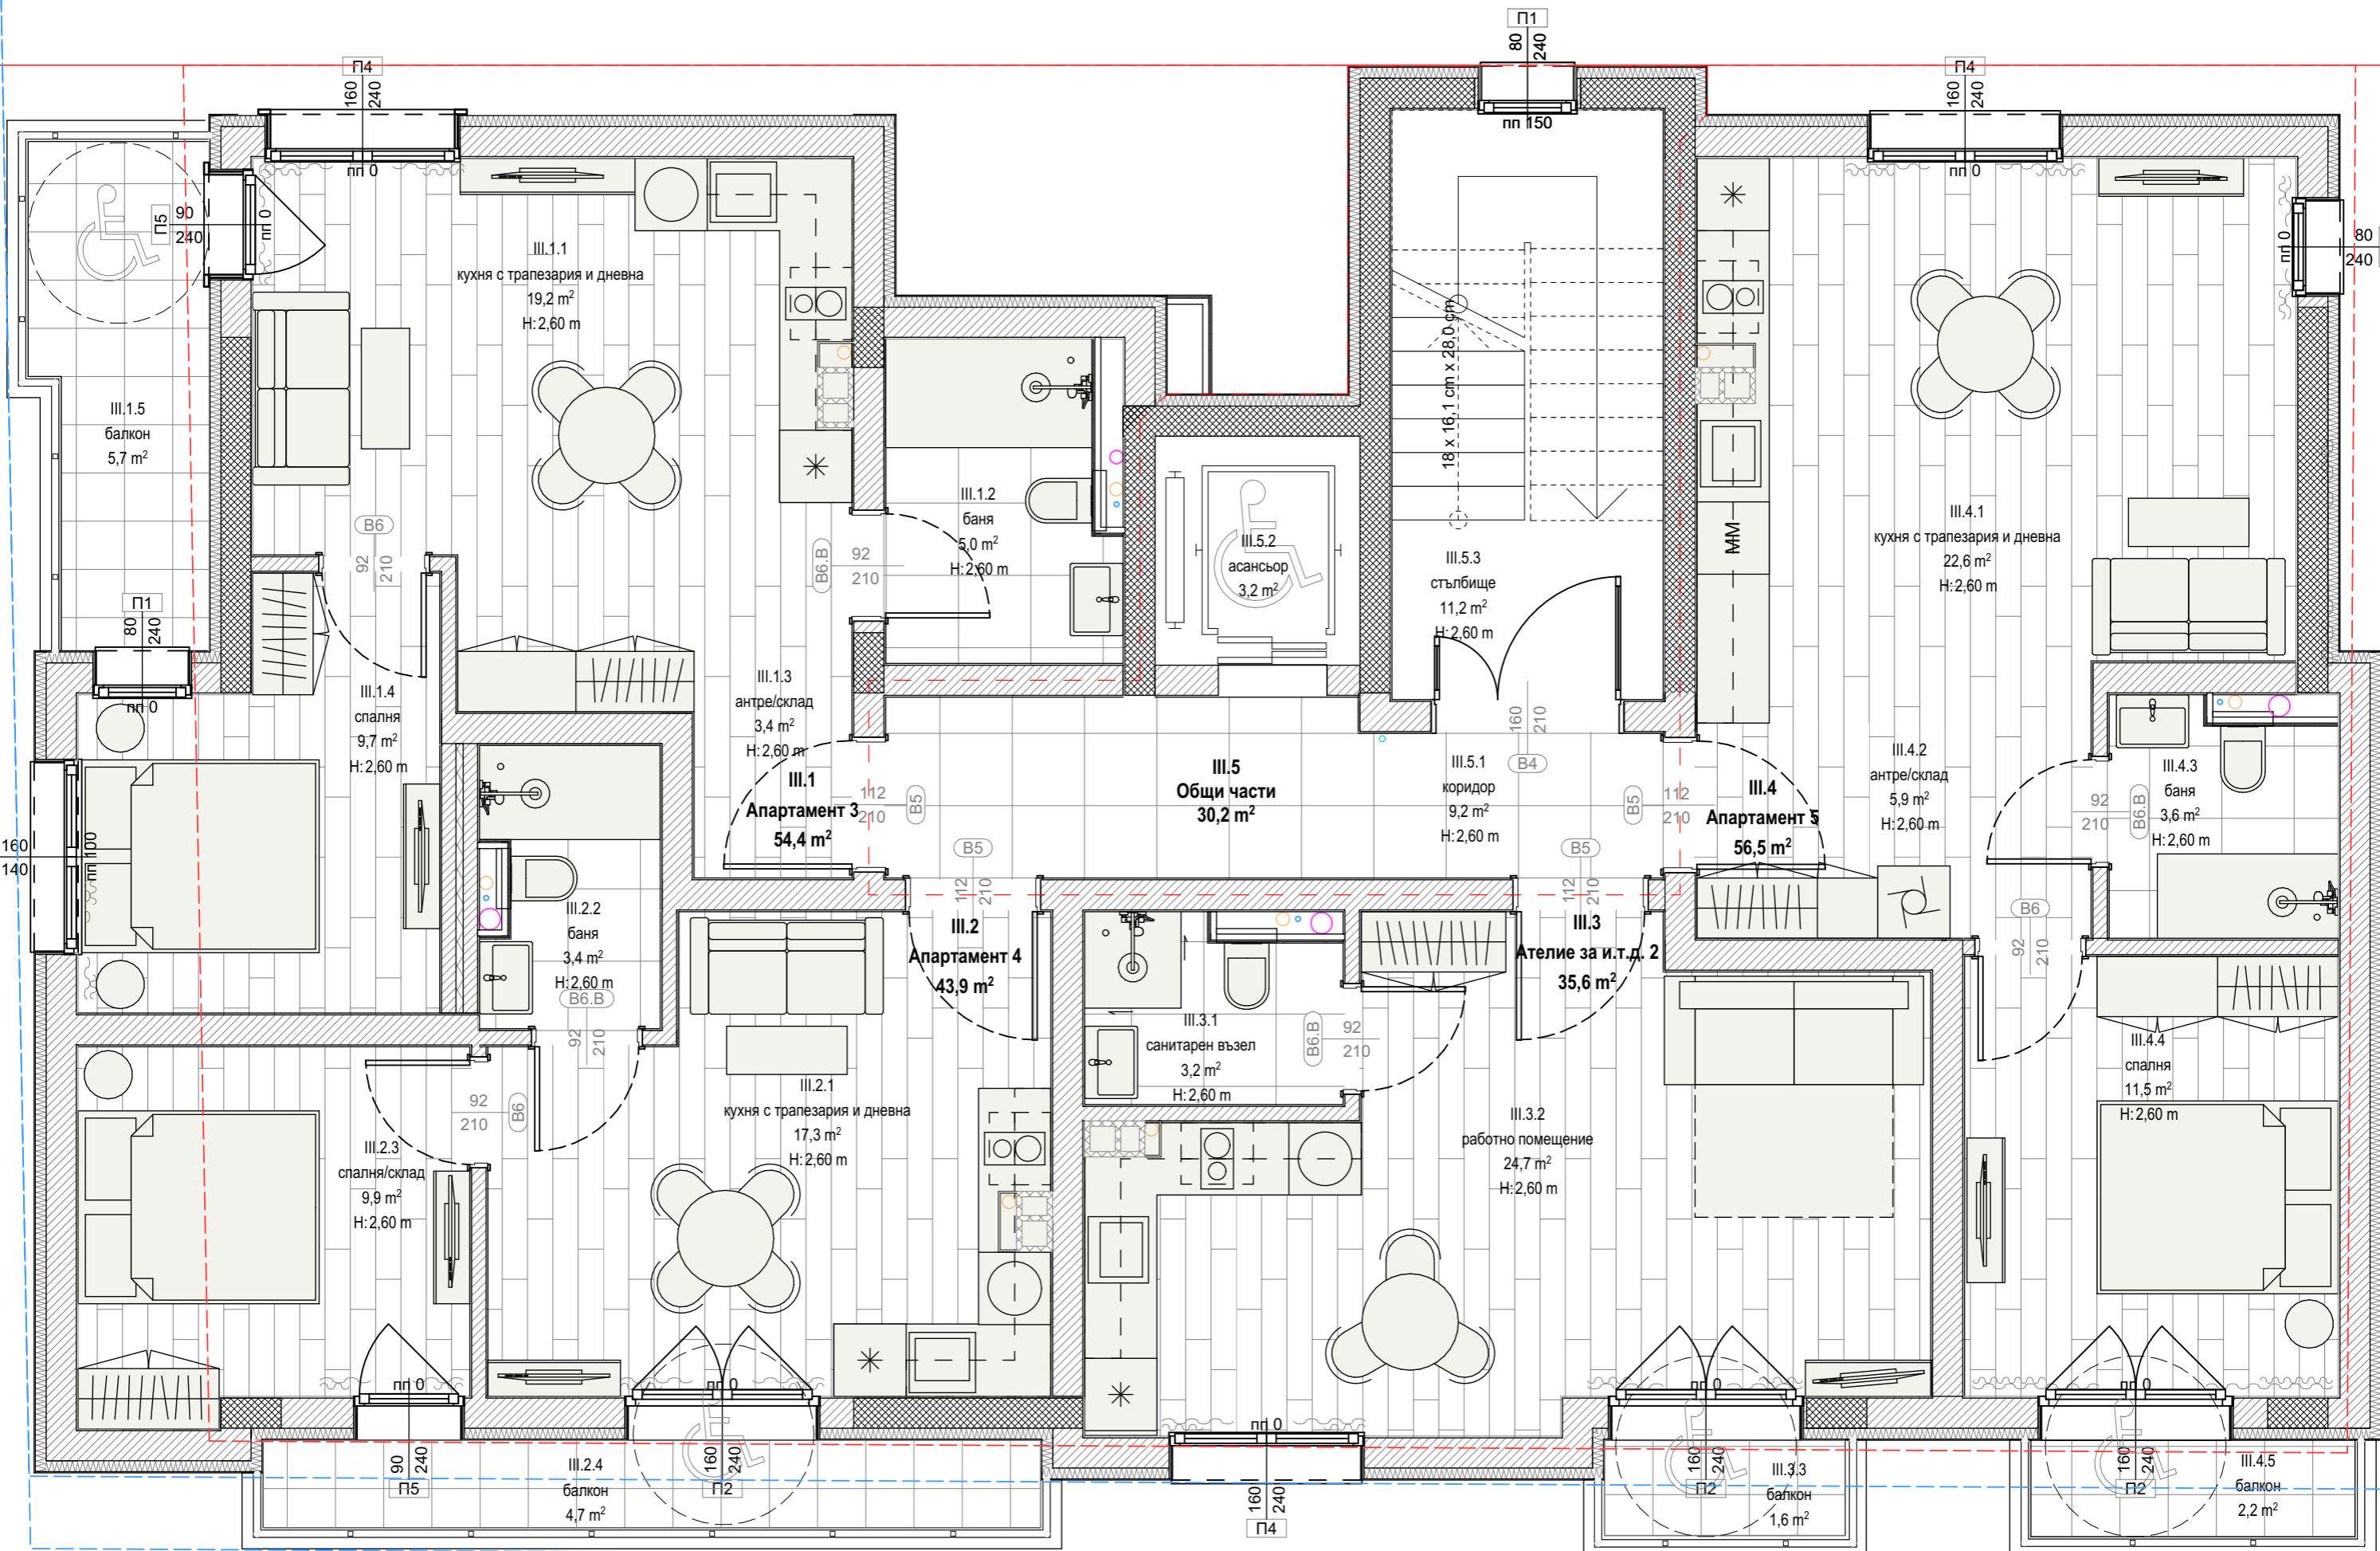 П1
80
240
пп 150
П4
160
240
пп 0
П4
160
240
пп 0
П5
90
240
пп 0
пп 0
80
240
III.1.1
кухня с трапезария и дневна
19,2 m²
H:2,60 m
III.1.5
балкон
5,7 m²
18 x 16,1 cm x 28,0 cm
III.1.2
баня
5,0 m²
H:2,60 m
В6.В
92
210
В6
92
210
III.5.2
асансьор
3,2 m²
III.5.3
стълбище
11,2 m²
H:2,60 m
ММ
III.4.1
кухня с трапезария и дневна
22,6 m²
H:2,60 m
П1
80
240
пп 0
III.1.4
спалня
9,7 m²
H:2,60 m
III.1.3
антре/склад
3,4 m²
H:2,60 m
III.1
Апартамент 3
54,4 m²
112
210
В5
III.5
Общи части
30,2 m²
III.5.1
коридор
9,2 m²
H:2,60 m
160
210
В4
В5
112
210
III.4
Апартамент 5
56,5 m²
III.4.2
антре/склад
5,9 m²
H:2,60 m
92
210
В6.В
III.4.3
баня
3,6 m²
H:2,60 m
160
140
пп 100
III.2.2
баня
3,4 m²
H:2,60 m
В6.В
92
210
В5
112
210
III.2
Апартамент 4
43,9 m²
В5
112
210
III.3
Ателие за и.т.д. 2
35,6 m²
В6
92
210
III.3.1
санитарен възел
3,2 m²
H:2,60 m
В6.В
92
210
III.4.4
спалня
11,5 m²
H:2,60 m
92
210
В6
III.2.3
спалня/склад
9,9 m²
H:2,60 m
III.2.1
кухня с трапезария и дневна
17,3 m²
H:2,60 m
III.3.2
работно помещение
24,7 m²
H:2,60 m
пп 0
90
240
П5
III.2.4
балкон
4,7 m²
пп 0
160
240
П2
пп 0
160
240
П4
пп 0
160
240
П2
III.3.3
балкон
1,6 m²
пп 0
160
240
П2
III.4.5
балкон
2,2 m²